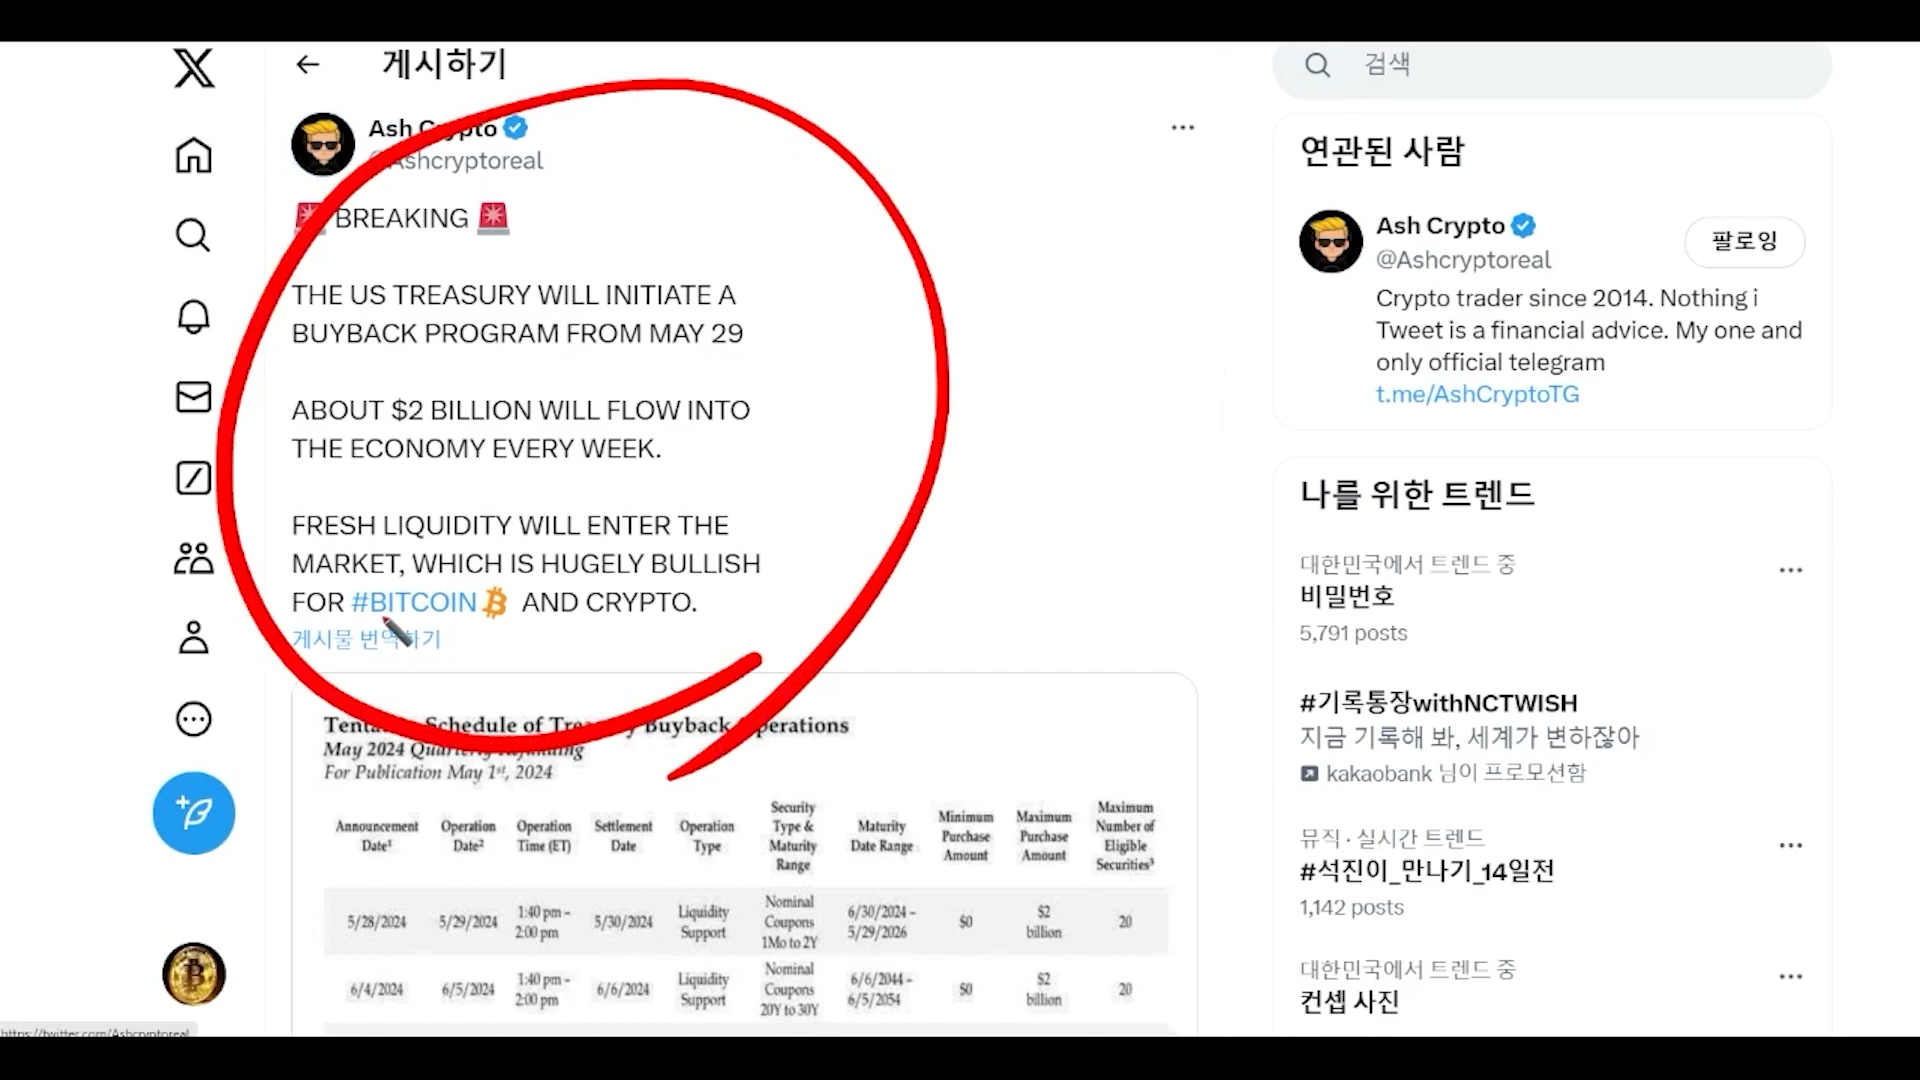 게시하기
Ash Crypto
@Ashcryptoreal
BREAKING
THE US TREASURY WILL INITIATE A
BUYBACK PROGRAM FROM MAY 29
ABOUT $2 BILLION WILL FLOW INTO
THE ECONOMY EVERY WEEK.
FRESH LIQUIDITY WILL ENTER THE
MARKET, WHICH IS HUGELY BULLISH
FOR #BITCOIN AND CRYPTO.
게시물 번역하기
Schedule of Treasury Buyback Operations
May 2024 Quarterly Refunding
For Publication May 1st, 2024
Announcement Date¹
Operation Date²
Operation Time (ET)
Settlement Date
Operation Type
Security Type & Maturity Range
Maturity Date Range
Minimum Purchase Amount
Maximum Purchase Amount
Maximum Number of Eligible Securities³
5/28/2024 5/29/2024 1:40 pm – 2:00 pm 5/30/2024 Liquidity Support Nominal Coupons 1Mo to 2Y 6/30/2024 – 5/29/2026 $0 $2 billion 20
6/4/2024 6/5/2024 1:40 pm – 2:00 pm 6/6/2024 Liquidity Support Nominal Coupons 20Y to 30Y 6/6/2044 – 6/5/2054 $0 $2 billion 20
https://twitter.com/Ashcryptoreal
검색
연관된 사람
Ash Crypto
@Ashcryptoreal
팔로잉
Crypto trader since 2014. Nothing i
Tweet is a financial advice. My one and
only official telegram
t.me/AshCryptoTG
나를 위한 트렌드
대한민국에서 트렌드 중
비밀번호
5,791 posts
#기록통장withNCTWISH
지금 기록해 봐, 세계가 변하잖아
kakaobank 님이 프로모션함
뮤직 · 실시간 트렌드
#석진이_만나기_14일전
1,142 posts
대한민국에서 트렌드 중
컨셉 사진